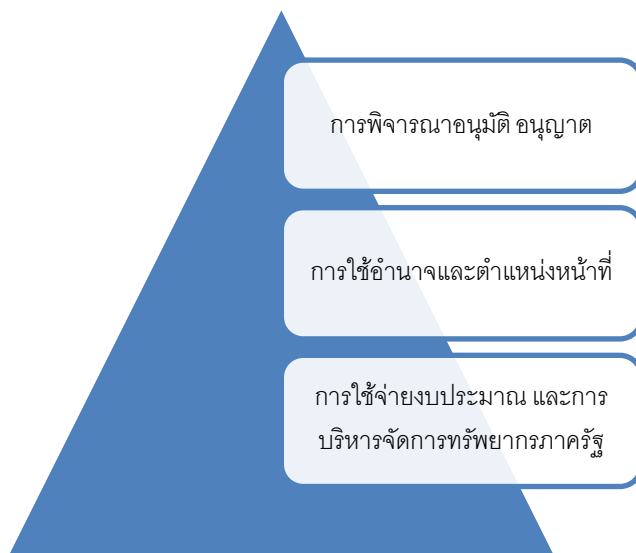 การพิจารณาอนุมัติ อนุญาต
การใช้อำนาจและตำแหน่งหน้าที่
การใช้จ่ายงบประมาณ และการ
บริหารจัดการทรัพยากรภาครัฐ